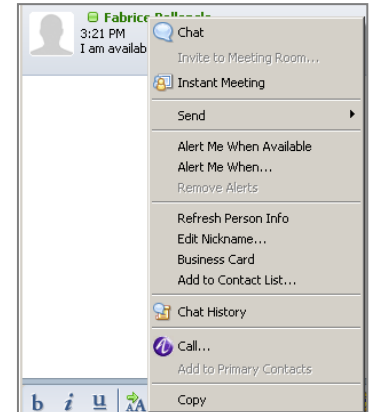 Fabrice
3:21 PM
I am availab
Chat
Invite to Meeting Room...
Instant Meeting
Send
Alert Me When Available
Alert Me When...
Remove Alerts
Refresh Person Info
Edit Nickname...
Business Card
Add to Contact List...
Chat History
Call...
Add to Primary Contacts
Copy
b i u AA